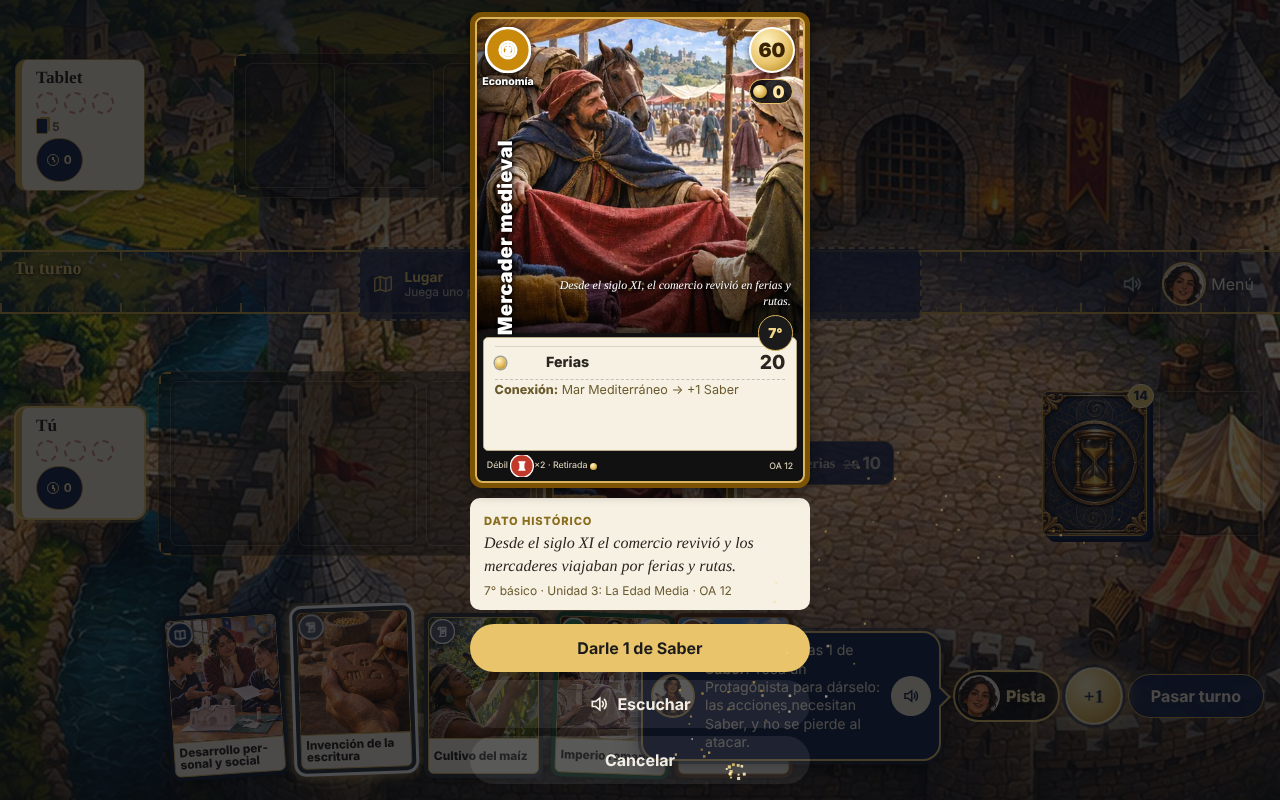 Tablet
5
0
Tu turno
Lugar
Menú
Tú
0
14
Economía
60
0
Mercader medieval
Desde el siglo XI, el comercio revivió en ferias y
rutas.
7°
Ferias
20
Conexión: Mar Mediterráneo → +1 Saber
Débil ×2 · Retirada
OA 12
10
DATO HISTÓRICO
Desde el siglo XI el comercio revivió y los
mercaderes viajaban por ferias y rutas.
7° básico · Unidad 3: La Edad Media · OA 12
Darle 1 de Saber
Escuchar
Cancelar
Desarrollo per-
sonal y social
Invención de la
escritura
Cultivo del maíz
Imperio
Protagonista para dárselo:
las acciones necesitan
Saber, y no se pierde al
atacar.
Pista
+1
Pasar turno